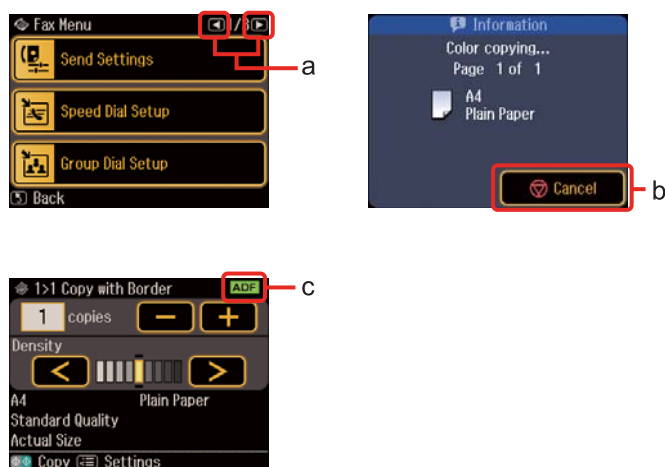 Fax Menu 1/3
a
Send Settings
Speed Dial Setup
Group Dial Setup
Back
Information
Color copying...
Page 1 of 1
A4
Plain Paper
Cancel
b
1>1 Copy with Border ADF
c
1 copies
Density
A4 Plain Paper
Standard Quality
Actual Size
Copy Settings